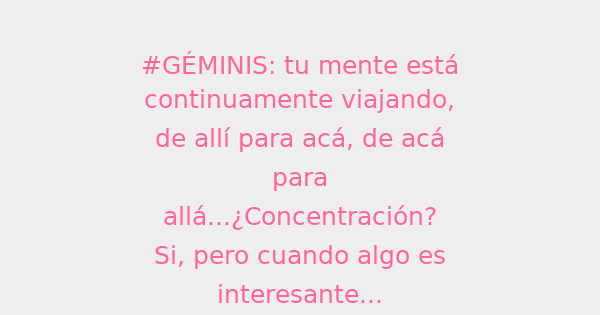 #GÉMINIS: tu mente está
continuamente viajando,
de allí para acá, de acá
para
allá...¿Concentración?
Si, pero cuando algo es
interesante...